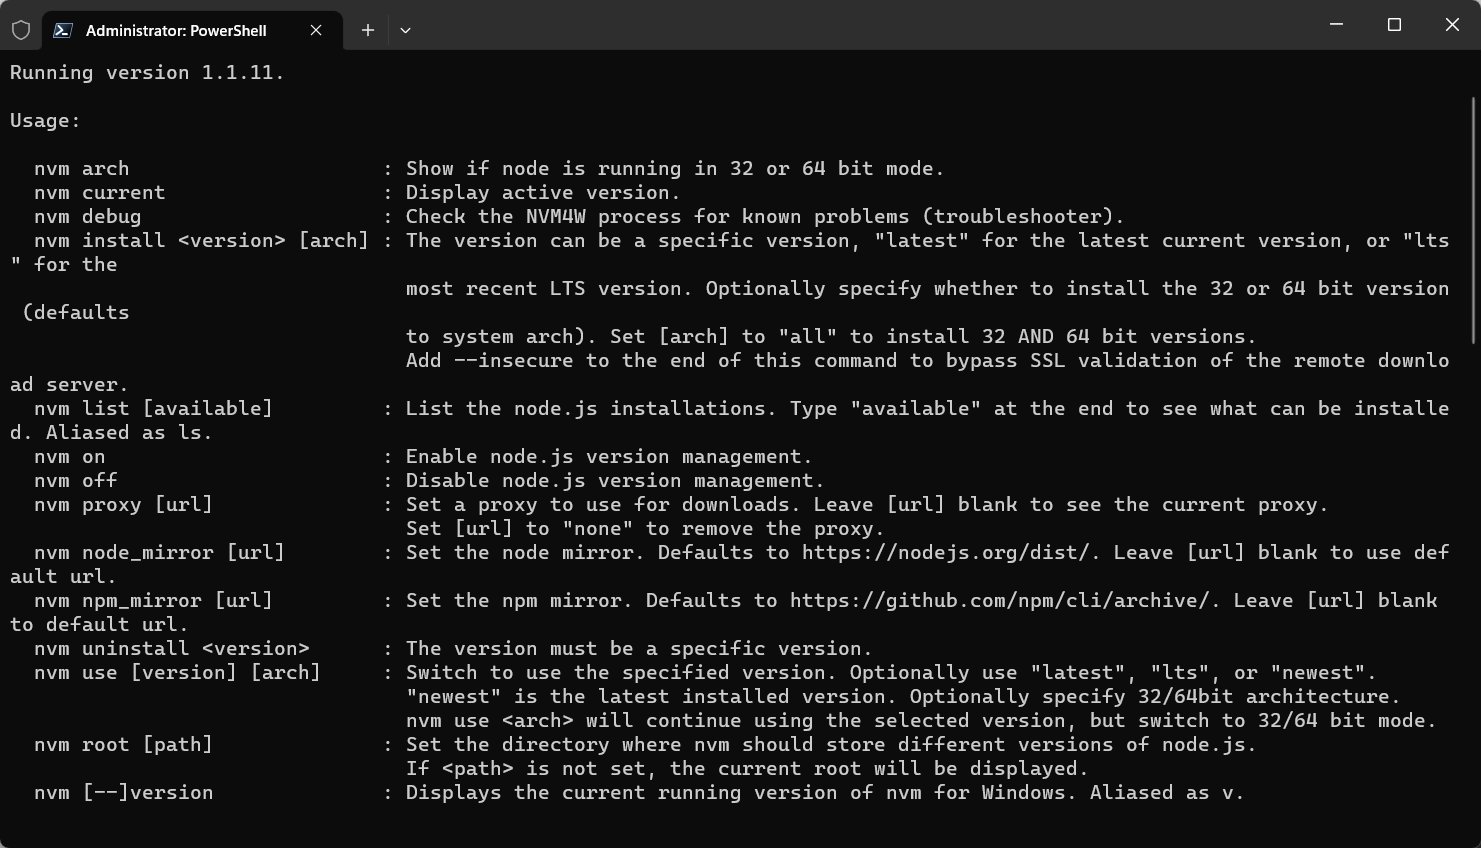 Administrator: PowerShell
Running version 1.1.11.
Usage:
nvm arch : Show if node is running in 32 or 64 bit mode.
nvm current : Display active version.
nvm debug : Check the NVM4W process for known problems (troubleshooter).
nvm install <version> [arch] : The version can be a specific version, "latest" for the latest current version, or "lts
" for the
most recent LTS version. Optionally specify whether to install the 32 or 64 bit version
(defaults
to system arch). Set [arch] to "all" to install 32 AND 64 bit versions.
Add --insecure to the end of this command to bypass SSL validation of the remote downlo
ad server.
nvm list [available] : List the node.js installations. Type "available" at the end to see what can be installe
d. Aliased as ls.
nvm on : Enable node.js version management.
nvm off : Disable node.js version management.
nvm proxy [url] : Set a proxy to use for downloads. Leave [url] blank to see the current proxy.
Set [url] to "none" to remove the proxy.
nvm node_mirror [url] : Set the node mirror. Defaults to https://nodejs.org/dist/. Leave [url] blank to use def
ault url.
nvm npm_mirror [url] : Set the npm mirror. Defaults to https://github.com/npm/cli/archive/. Leave [url] blank
to default url.
nvm uninstall <version> : The version must be a specific version.
nvm use [version] [arch] : Switch to use the specified version. Optionally use "latest", "lts", or "newest".
"newest" is the latest installed version. Optionally specify 32/64bit architecture.
nvm use <arch> will continue using the selected version, but switch to 32/64 bit mode.
nvm root [path] : Set the directory where nvm should store different versions of node.js.
If <path> is not set, the current root will be displayed.
nvm [--]version : Displays the current running version of nvm for Windows. Aliased as v.